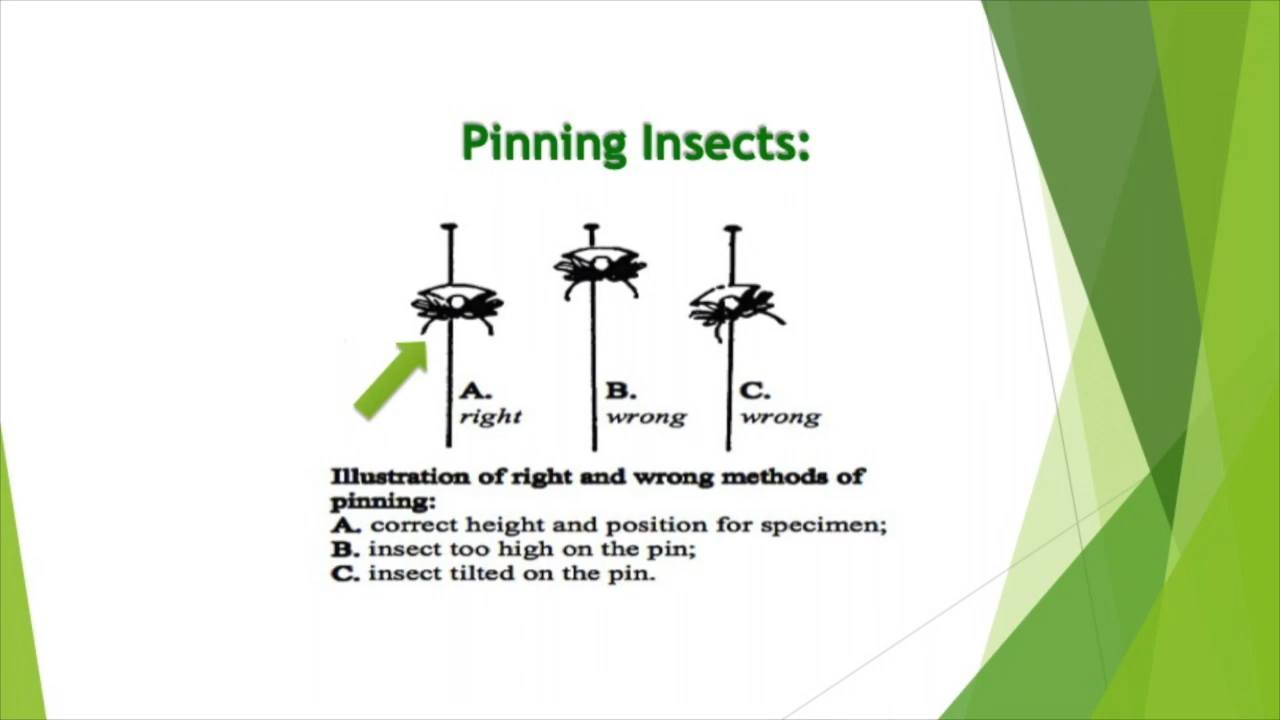 Pinning Insects:
A. B. C.
right wrong wrong
Illustration of right and wrong methods of
pinning:
A. correct height and position for specimen;
B. insect too high on the pin;
C. insect tilted on the pin.